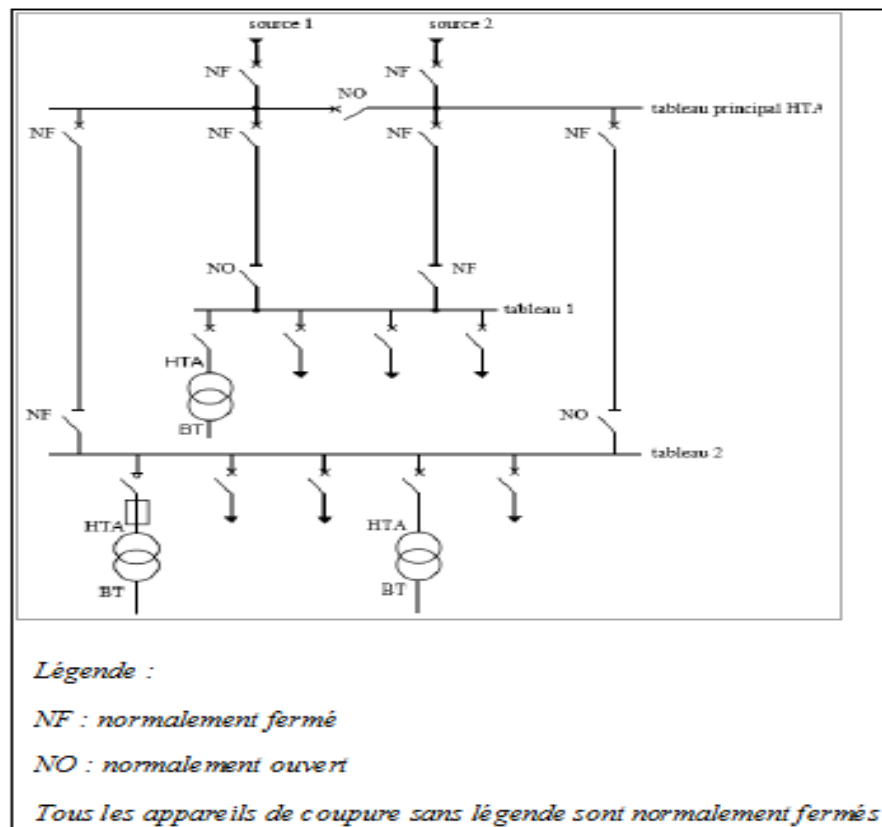 source 1 source 2
NF NF
NO
tableau principal HTA
NF NF NF NF
NO NF
tableau 1
HTA
BT
NF NO
tableau 2
HTA HTA
BT BT
Légende :
NF : normalement fermé
NO : normalement ouvert
Tous les appareils de coupure sans légende sont normalement fermés